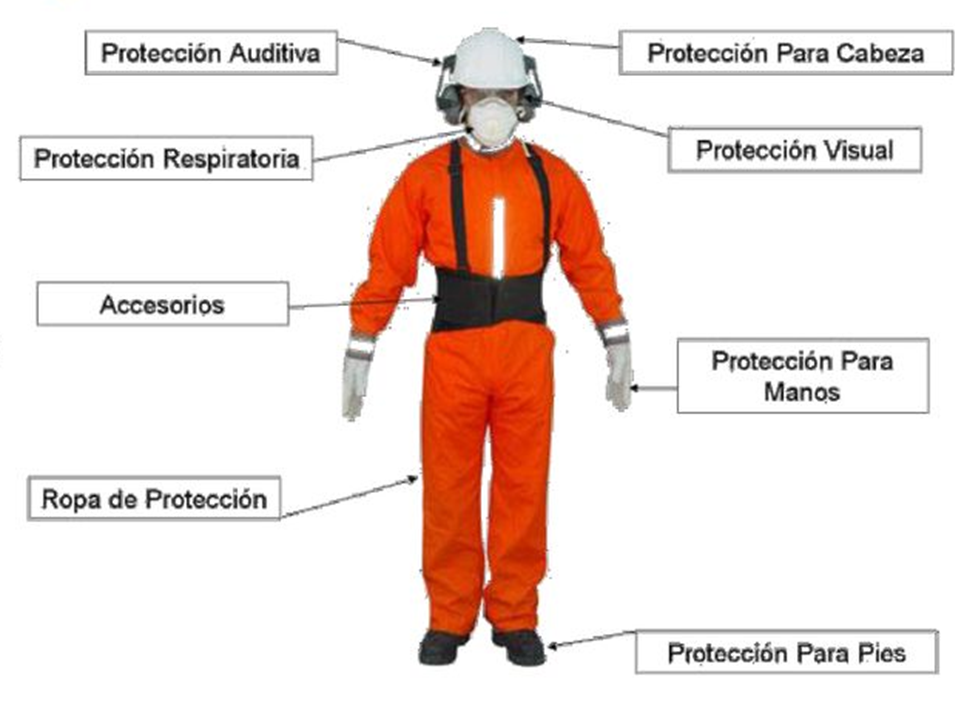 Protección Auditiva
Protección Para Cabeza
Protección Respiratoria
Protección Visual
Accesorios
Protección Para
Manos
Ropa de Protección
Protección Para Pies